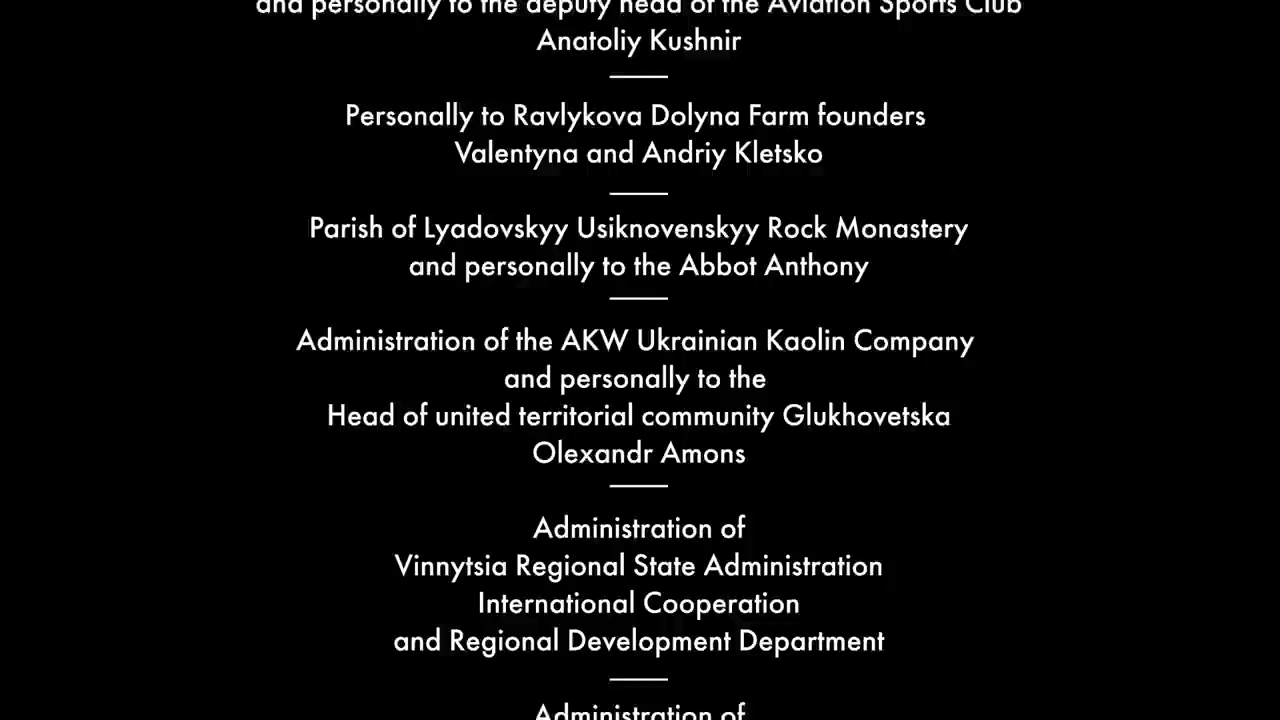 and personally to the deputy head of the Aviation Sports Club
Anatoliy Kushnir
Personally to Ravlykova Dolyna Farm founders
Valentyna and Andriy Kletsko
Parish of Lyadovskyy Usiknovenskyy Rock Monastery
and personally to the Abbot Anthony
Administration of the AKW Ukrainian Kaolin Company
and personally to the
Head of united territorial community Glukhovetska
Olexandr Amons
Administration of
Vinnytsia Regional State Administration
International Cooperation
and Regional Development Department
Administration of